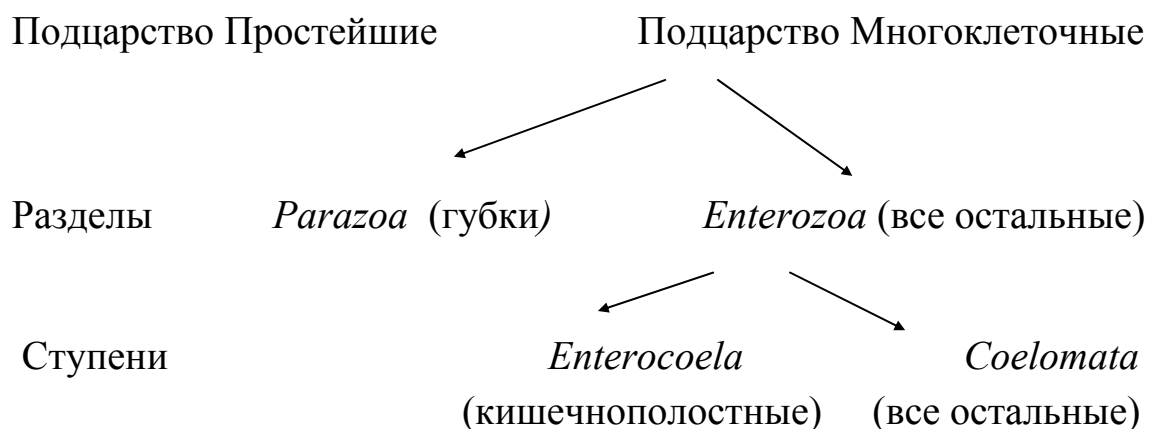 Подцарство Простейшие Подцарство Многоклеточные
Разделы Parazoa (губки) Enterozoa (все остальные)
Ступени Enterocoela Coelomata
(кишечнополостные) (все остальные)